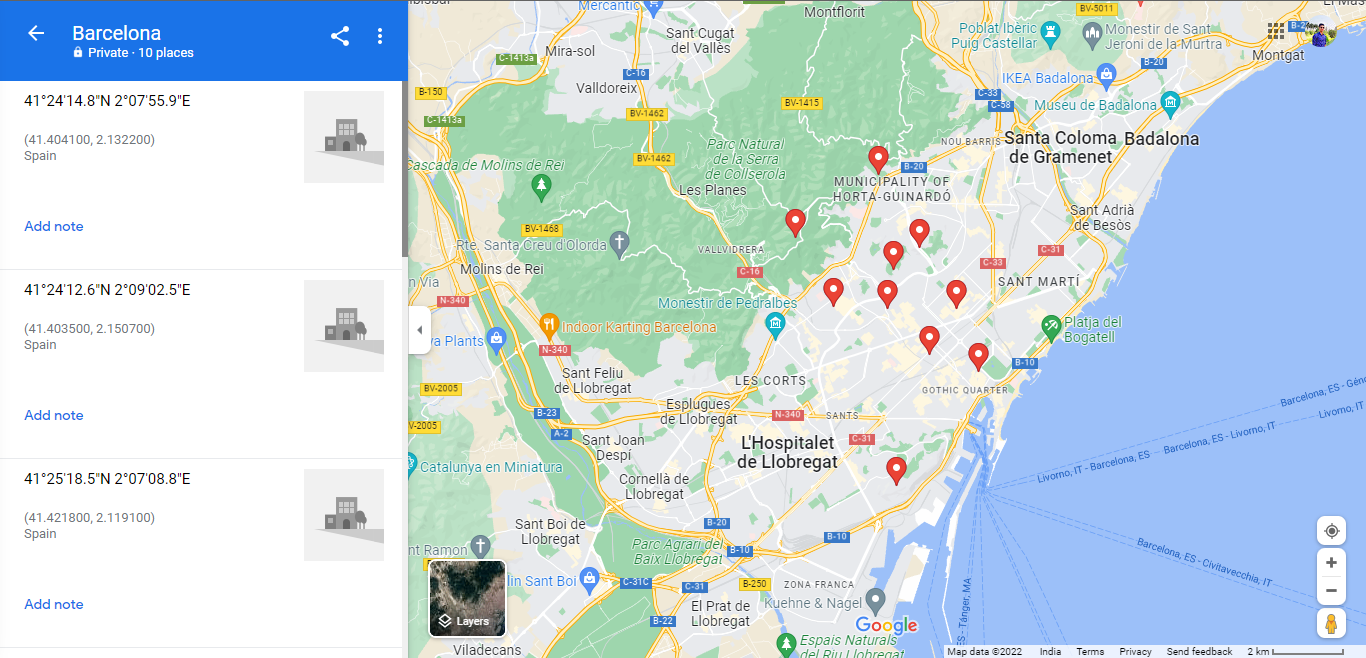 Barcelona
Private · 10 places
41°24'14.8"N 2°07'55.9"E
(41.404100, 2.132200)
Spain
Add note
41°24'12.6"N 2°09'02.5"E
(41.403500, 2.150700)
Spain
Add note
41°25'18.5"N 2°07'08.8"E
(41.421800, 2.119100)
Spain
Add note
Mercantic
Montflorit
BV-5011
Sant Cugat
del Vallès
Poblat Ibèric
Puig Castellar
Monestir de Sant
Jeroni de la Murtra
Montgat
Mira-sol
C-1413a
C-16
B-20
Valldoreix
IKEA Badalona
B-150
C-33
C-58
BV-1415
Museu de Badalona
BV-1462
C-1413a
NOU BARRIS
Santa Coloma
de Gramenet
Badalona
Parc Natural
de la Serra
de Collserola
BV-1462
Cascada de Molins de Rei
B-20
Les Planes
MUNICIPALITY OF
HORTA-GUINARDÓ
Sant Adrià
de Besòs
BV-1468
Rte. Santa Creu d'Olorda
VALLVIDRERA
C-31
C-33
Molins de Rei
C-16
n Via
SANT MARTÍ
N-340
Monestir de Pedralbes
Indoor Karting Barcelona
Platja del
Bogatell
va Plants
N-340
B-10
Sant Feliu
de Llobregat
LES CORTS
BV-2005
GOTHIC QUARTER
Esplugues
de Llobregat
B-23
N-340
SANTS
V-2005
A-2
Sant Joan
Despí
L'Hospitalet
de Llobregat
C-31
Barcelona, ES - Gén
Livorno, IT
Livorno, IT - Barcelona, ES
Barcelona, ES - Livorno, IT
Catalunya en Miniatura
Cornellà de
Llobregat
B-20
Sant Boi de
Llobregat
B-10
nt Ramon
Parc Agrari del
Baix Llobregat
B-10
Barcelona, ES - Civitavecchia, IT
lin Sant Boi
C-31C
C-31
B-250
ZONA FRANCA
El Prat de
Llobregat
Kuehne & Nagel
ES - Tánger, MA
Layers
B-22
Google
Viladecans
Espais Naturals
del Riu Llobregat
Map data ©2022
India
Terms
Privacy
Send feedback
2 km